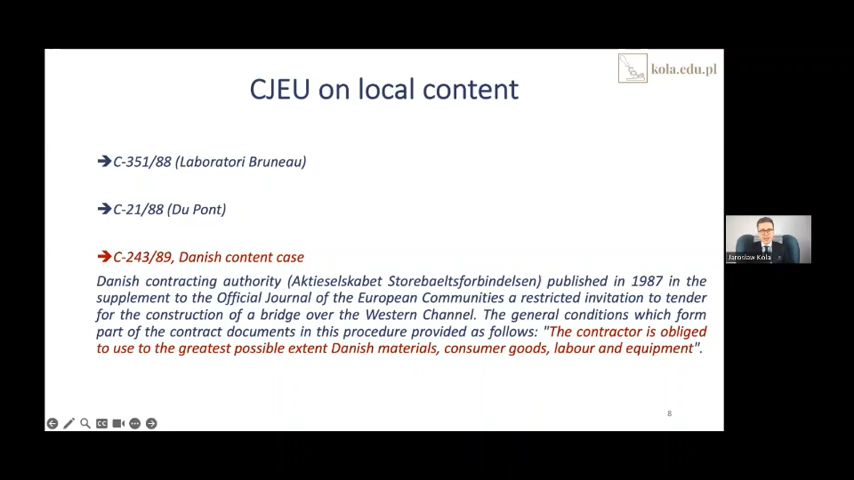 kola.edu.pl
CJEU on local content
➔C-351/88 (Laboratori Bruneau)
➔C-21/88 (Du Pont)
➔C-243/89, Danish content case
Danish contracting authority (Aktieselskabet Storebaeltsforbindelsen) published in 1987 in the
supplement to the Official Journal of the European Communities a restricted invitation to tender
for the construction of a bridge over the Western Channel. The general conditions which form
part of the contract documents in this procedure provided as follows: "The contractor is obliged
to use to the greatest possible extent Danish materials, consumer goods, labour and equipment".
Jarosław Kola
8
CC